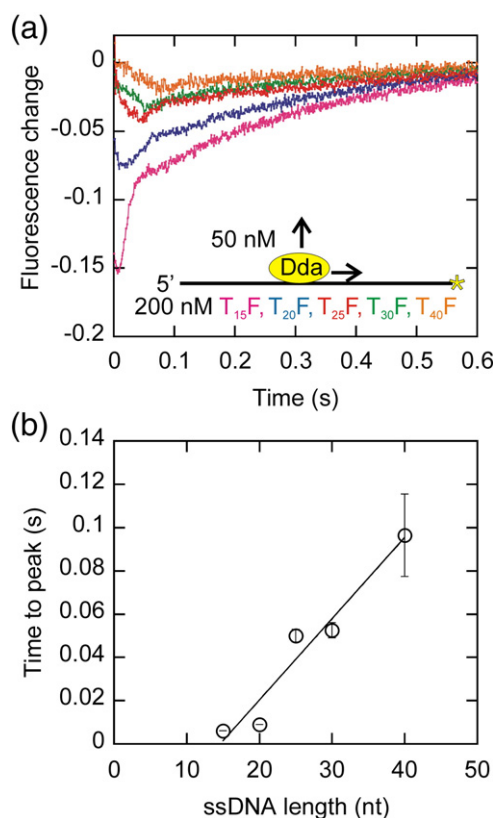 (a)
0
-0.05
-0.1
-0.15
-0.2
Fluorescence change
50 nM
Dda
5'
200 nM T15F, T20F, T25F, T30F, T40F
0 0.1 0.2 0.3 0.4 0.5 0.6
Time (s)
(b)
0.14
0.12
0.1
0.08
0.06
0.04
0.02
0
Time to peak (s)
0 10 20 30 40 50
ssDNA length (nt)